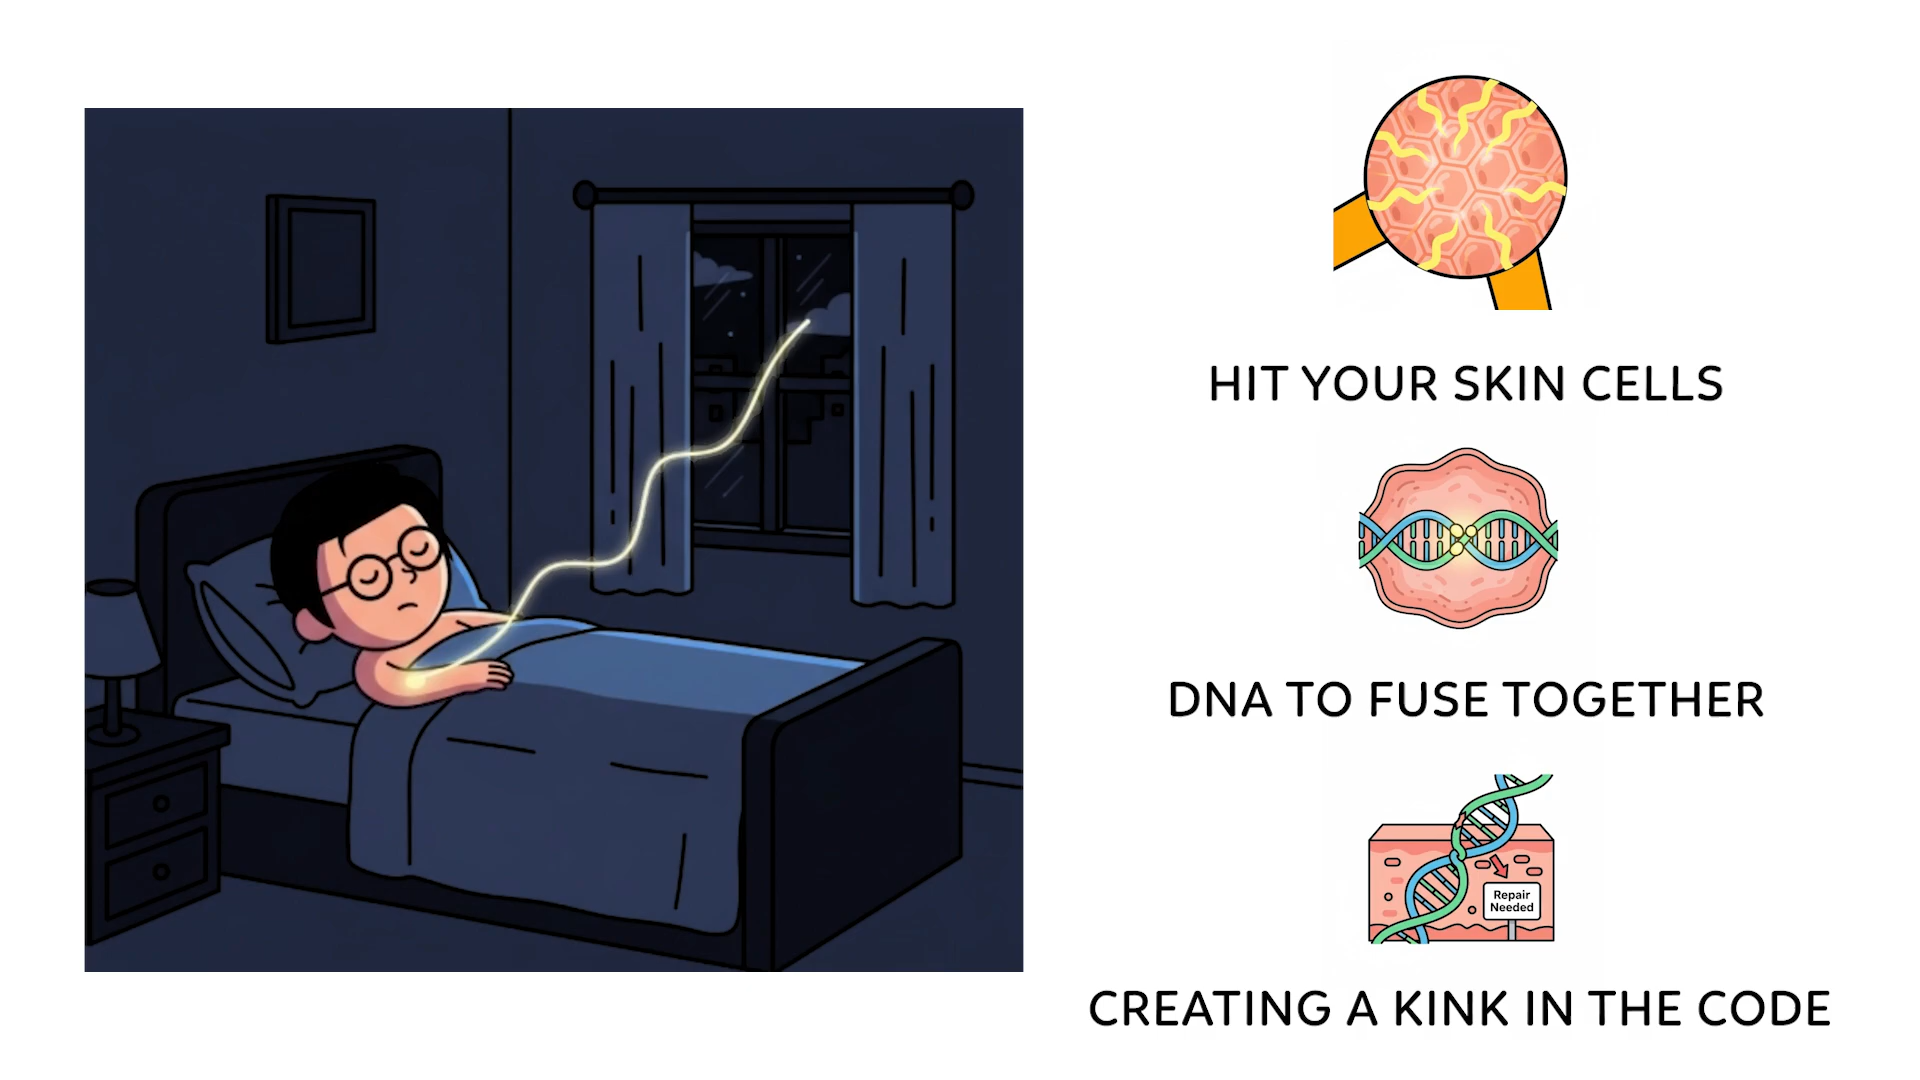 HIT YOUR SKIN CELLS
DNA TO FUSE TOGETHER
Repair
Needed
CREATING A KINK IN THE CODE